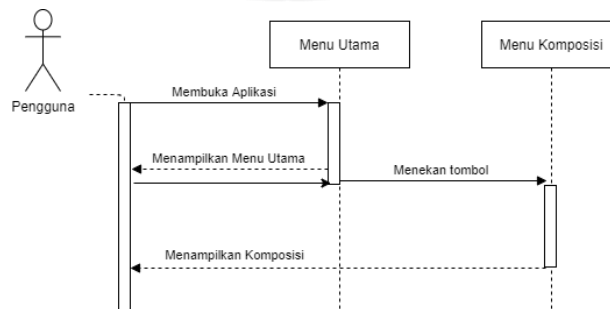 Menu Utama
Menu Komposisi
Pengguna
Membuka Aplikasi
Menampilkan Menu Utama
Menekan tombol
Menampilkan Komposisi